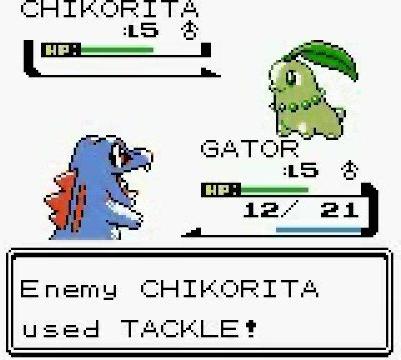 CHIKORITA
:L5 ♂
HP:
GATOR
:L5 ♂
HP:
12/ 21
Enemy CHIKORITA
used TACKLE!